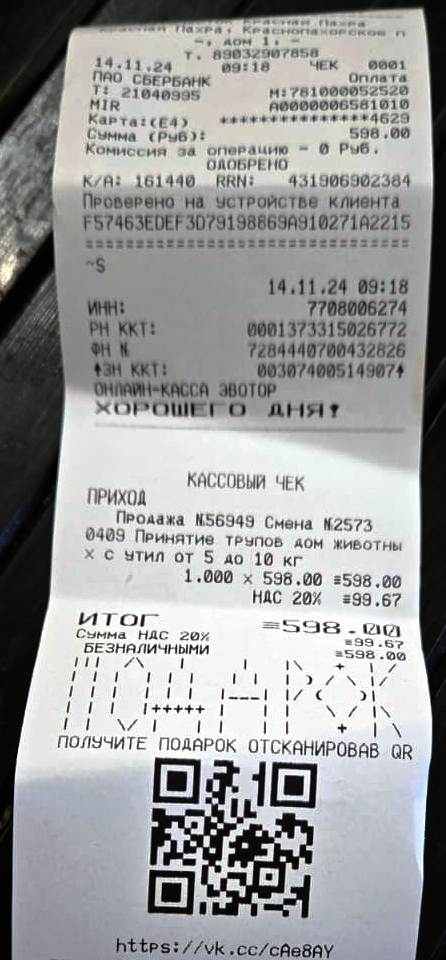 Красная Пахра, Краснопахорское п
-, дом 1, -
т. 89032907858
14.11.24 09:18 ЧЕК 0001
ПАО СБЕРБАНК Оплата
Т: 21040995 М:781000052520
MIR A0000006581010
Карта:(E4) ***************4629
Сумма (Руб): 598.00
Комиссия за операцию = 0 Руб.
ОДОБРЕНО
К/А: 161440 RRN: 431906902384
Проверено на устройстве клиента
F57463EDEF3D79198869A910271A2215
================================
~S
14.11.24 09:18
ИНН: 7708006274
РН ККТ: 0001373315026772
ФН № 7284440700432826
↑ЗН ККТ: 00307400514907↑
ОНЛАЙН-КАССА ЭВОТОР
ХОРОШЕГО ДНЯ!
КАССОВЫЙ ЧЕК
ПРИХОД
Продажа №56949 Смена №2573
0409 Принятие трупов дом животны
х с утил от 5 до 10 кг
1.000 x 598.00 ≡598.00
НДС 20% ≡99.67
ИТОГ ≡598.00
Сумма НДС 20% ≡99.67
БЕЗНАЛИЧНЫМИ ≡598.00
ПОЛУЧИТЕ ПОДАРОК ОТСКАНИРОВАВ QR
https://vk.cc/cAe8AY